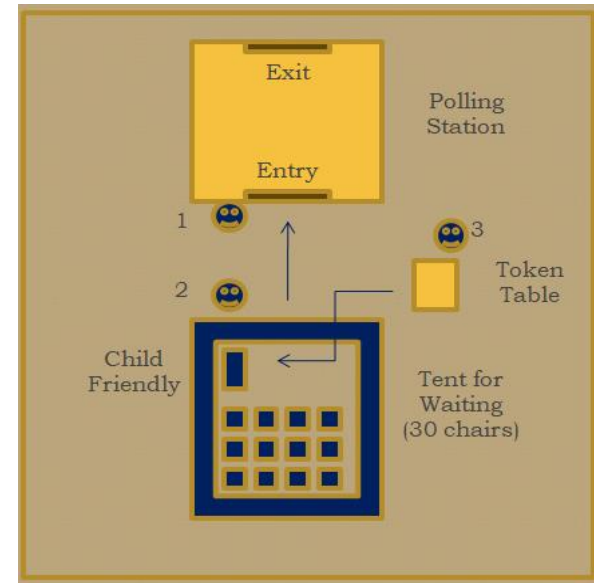 Exit
Polling
Station
Entry
1
3
2
Token
Table
Child
Friendly
Tent for
Waiting
(30 chairs)